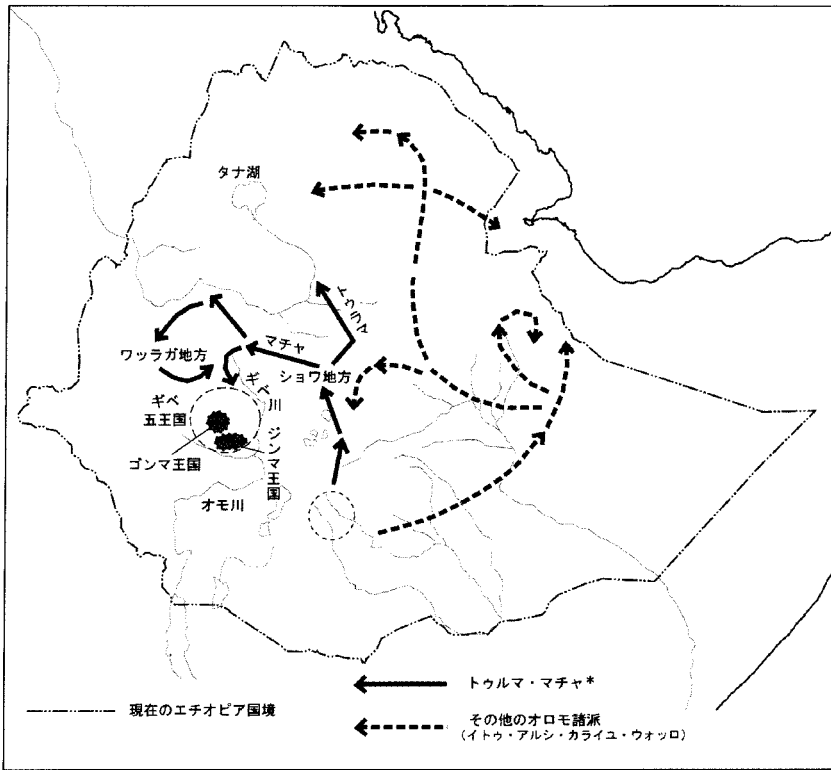 タナ湖
トゥルマ
マチャ
ワッラガ地方
ショワ地方
ギベ川
ギベ
五王国
ジンマ王国
ゴンマ王国
オモ川
トゥルマ・マチャ*
現在のエチオピア国境
その他のオロモ諸派
(イトゥ・アルシ・カライユ・ウォッロ)